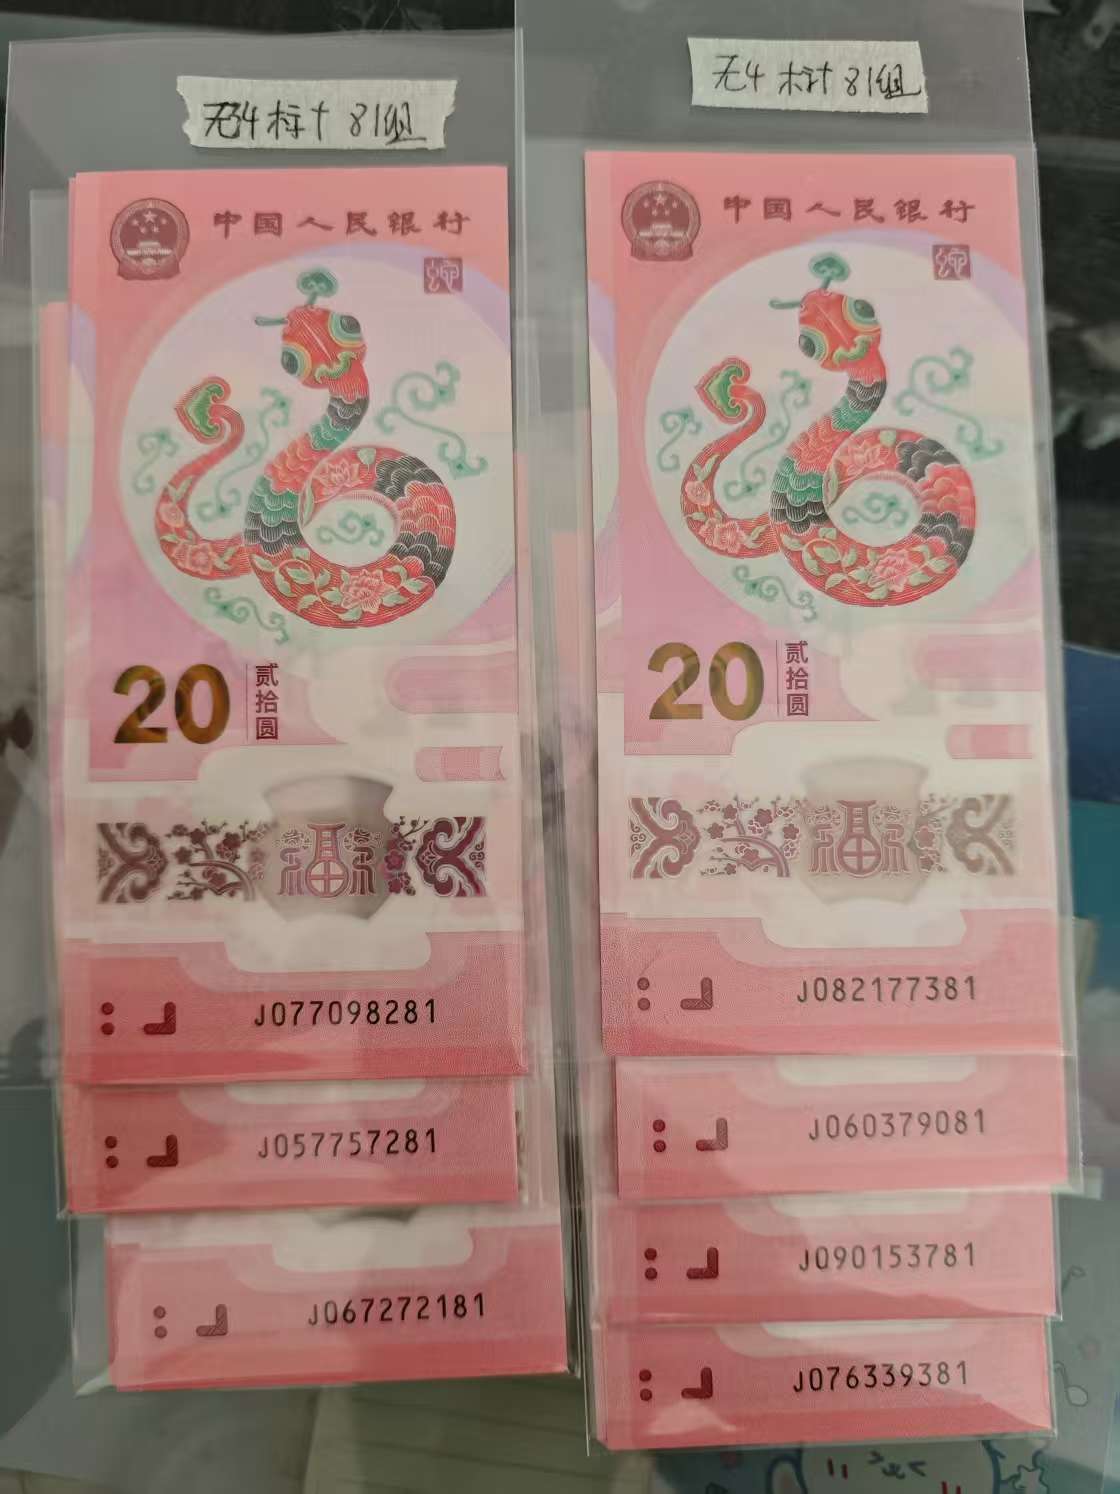 无34标十 81组
中国人民银行
20
贰拾圆
J077098281
J057757281
J067272181
无4标十 81组
中国人民银行
20
贰拾圆
J082177381
J060379081
J090153781
J076339381